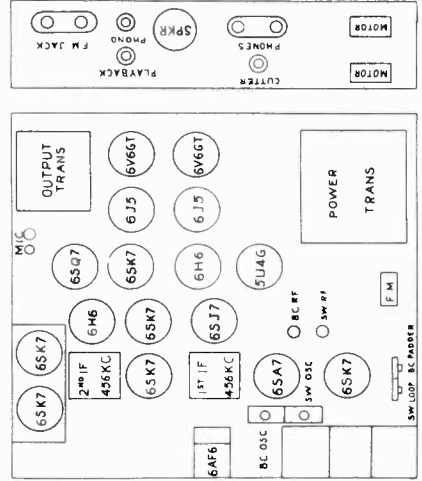 F M JACK
PHONO
PLAYBACK
SPKR
PHONES
CUTTER
MOTOR
MOTOR
OUTPUT TRANS
6V6GT
6V6GT
POWER TRANS
MIC
6J5
6J5
6SQ7
6SK7
6H6
5U4G
6H6
6SK7
6SJ7
BC RF
SW RF
F M
6SK7
6SK7
2ND IF 456KC
6SK7
1ST IF 456KC
6SA7
6SK7
SW OSC
BC OSC
6AF6
SW LOOP BC PADDER